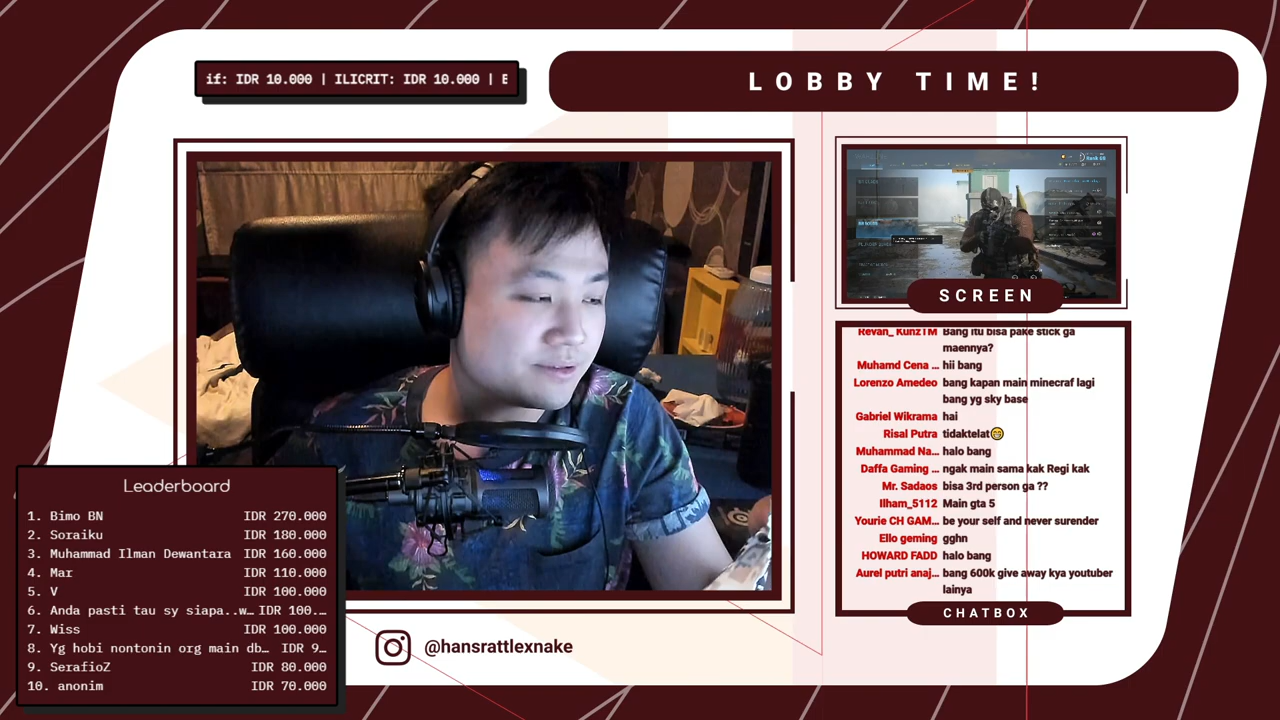 if: IDR 10.000 | ILICRIT: IDR 10.000 |
LOBBY TIME!
SCREEN
Revan_ KunzTM Bang itu bisa pake stick ga
maennya?
Muhamd Cena ... hii bang
Lorenzo Amedeo bang kapan main minecraf lagi
bang yg sky base
Gabriel Wikrama hai
Risal Putra tidaktelat😁
Muhammad Na... halo bang
Daffa Gaming ... ngak main sama kak Regi kak
Mr. Sadaos bisa 3rd person ga ??
Ilham_5112 Main gta 5
Yourie CH GAM... be your self and never surender
Ello geming gghn
HOWARD FADD halo bang
Aurel putri anaj... bang 600k give away kya youtuber
lainya
CHATBOX
Leaderboard
1. Bimo BN IDR 270.000
2. Soraiku IDR 180.000
3. Muhammad Ilman Dewantara IDR 160.000
4. Mar IDR 110.000
5. V IDR 100.000
6. Anda pasti tau sy siapa..w... IDR 100....
7. Wiss IDR 100.000
8. Yg hobi nontonin org main db... IDR 9...
9. SerafioZ IDR 80.000
10. anonim IDR 70.000
@hansrattlexnake